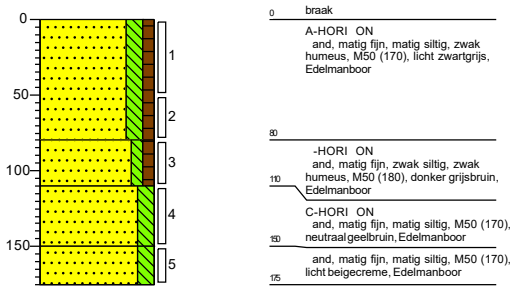 0
50
100
150
1
2
3
4
5
0 braak
A-HORI ON
and, matig fijn, matig siltig, zwak
humeus, M50 (170), licht zwartgrijs,
Edelmanboor
80
-HORI ON
and, matig fijn, zwak siltig, zwak
humeus, M50 (180), donker grijsbruin,
110
Edelmanboor
C-HORI ON
and, matig fijn, matig siltig, M50 (170),
neutraal geelbruin, Edelmanboor
150
and, matig fijn, matig siltig, M50 (170),
licht beigecreme, Edelmanboor
175